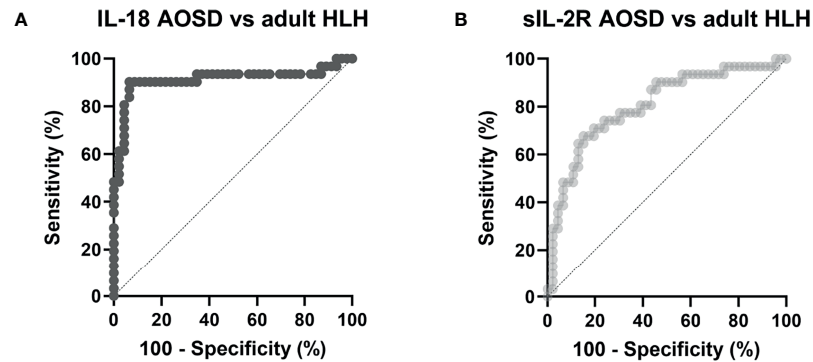 A
IL-18 AOSD vs adult HLH
100
80
60
40
20
0
Sensitivity (%)
0 20 40 60 80 100
100 - Specificity (%)
B
sIL-2R AOSD vs adult HLH
100
80
60
40
20
0
Sensitivity (%)
0 20 40 60 80 100
100 - Specificity (%)